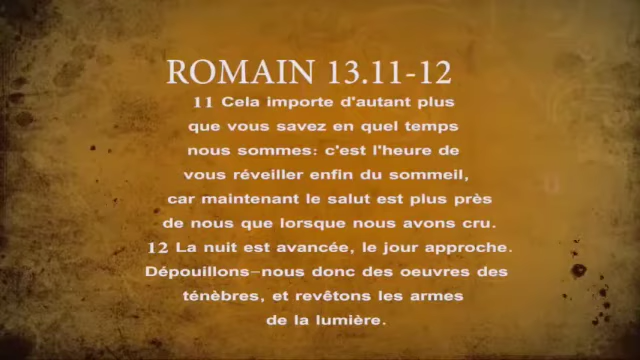 ROMAIN 13.11-12
11 Cela importe d'autant plus
que vous savez en quel temps
nous sommes: c'est l'heure de
vous réveiller enfin du sommeil,
car maintenant le salut est plus près
de nous que lorsque nous avons cru.
12 La nuit est avancée, le jour approche.
Dépouillons-nous donc des oeuvres des
ténèbres, et revêtons les armes
de la lumière.